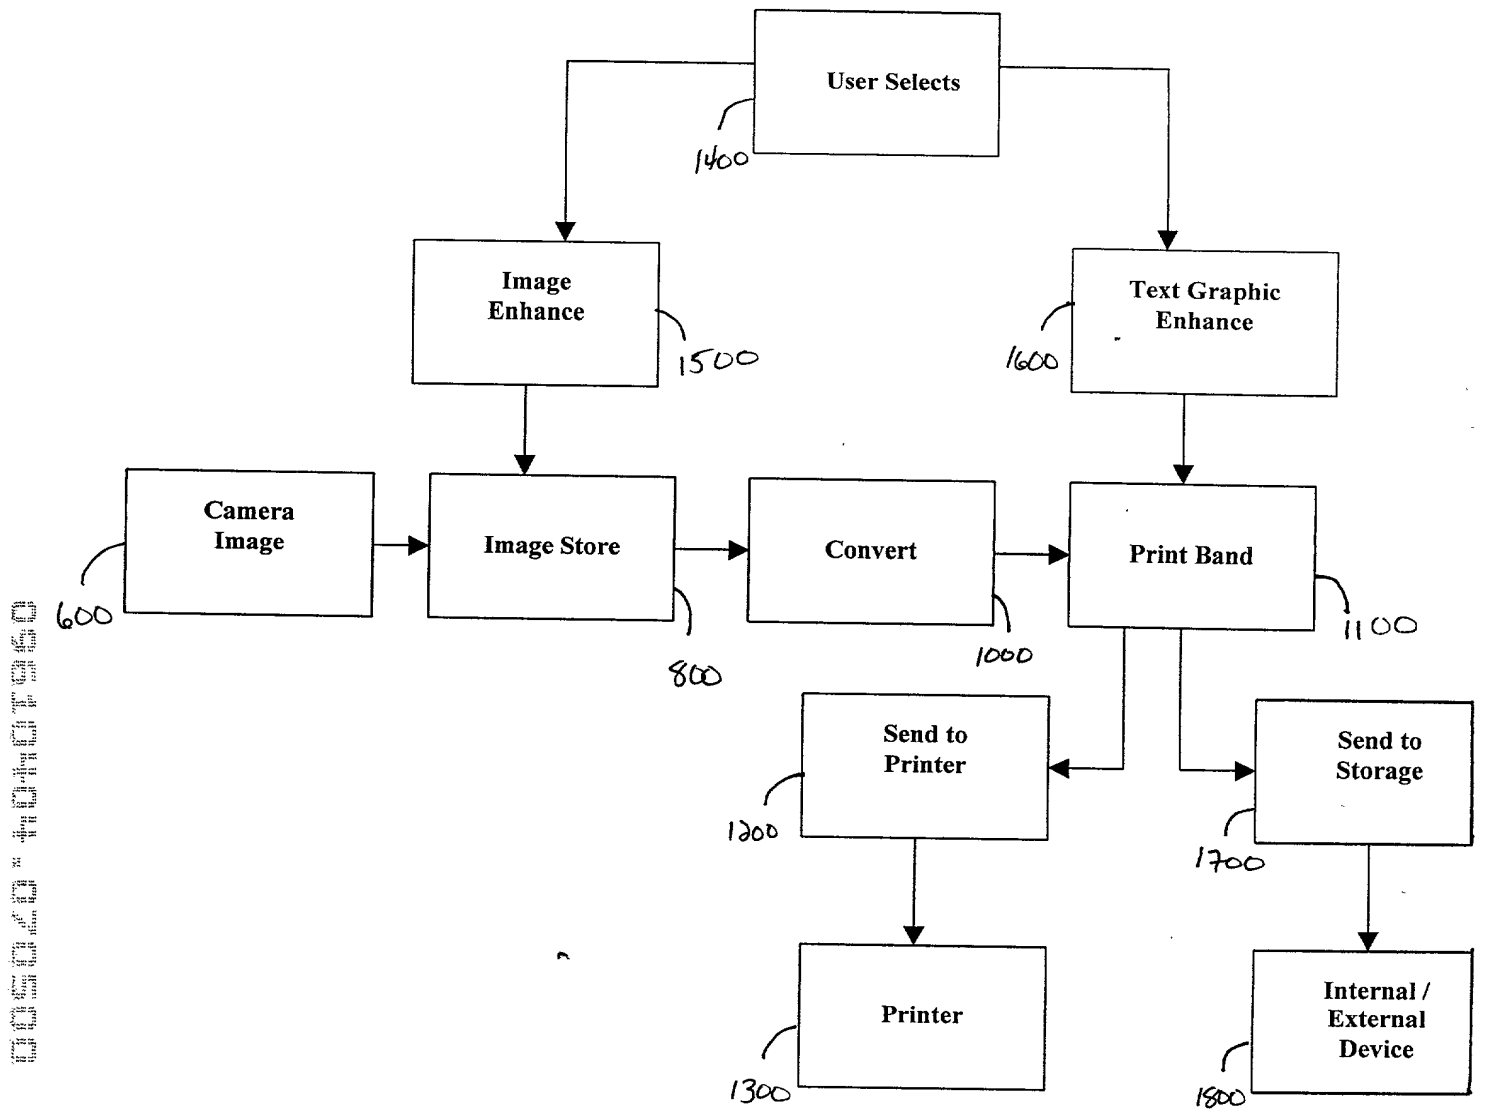 User Selects
1400
Image
Enhance
1500
Text Graphic
Enhance
1600
Camera
Image
600
Image Store
800
Convert
1000
Print Band
1100
Send to
Printer
1200
Send to
Storage
1700
Printer
1300
Internal /
External
Device
1800